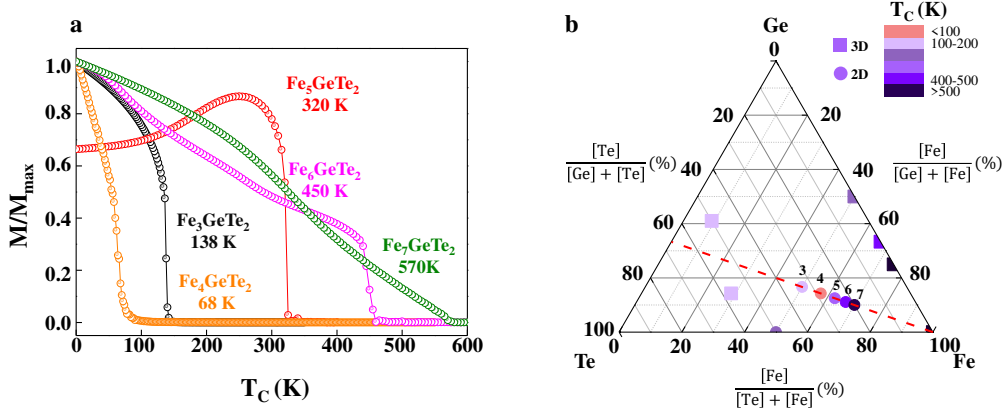 a
M/M_max
1.0
0.8
0.6
0.4
0.2
0.0
0
100
200
300
400
500
600
T_C (K)
Fe₅GeTe₂
320 K
Fe₆GeTe₂
450 K
Fe₃GeTe₂
138 K
Fe₇GeTe₂
570K
Fe₄GeTe₂
68 K
b
T_C (K)
<100
100-200
400-500
>500
3D
2D
Ge
0
20
20
40
40
60
60
80
80
100
0
20
40
60
80
100
Te
Fe
[Te]
[Ge] + [Te] (%)
[Fe]
[Ge] + [Fe] (%)
[Fe]
[Te] + [Fe] (%)
3
4
5
6
7